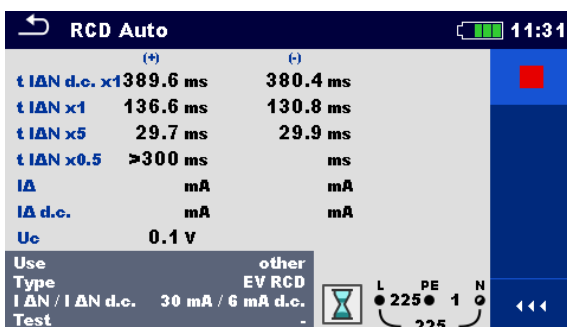 RCD Auto 11:31
(+) (-)
t IΔN d.c. x1 389.6 ms 380.4 ms
t IΔN x1 136.6 ms 130.8 ms
t IΔN x5 29.7 ms 29.9 ms
t IΔN x0.5 >300 ms ms
IΔ mA mA
IΔ d.c. mA mA
Uc 0.1 V
Use other
Type EV RCD
I ΔN / I ΔN d.c. 30 mA / 6 mA d.c.
Test -
L PE N
225 1
225